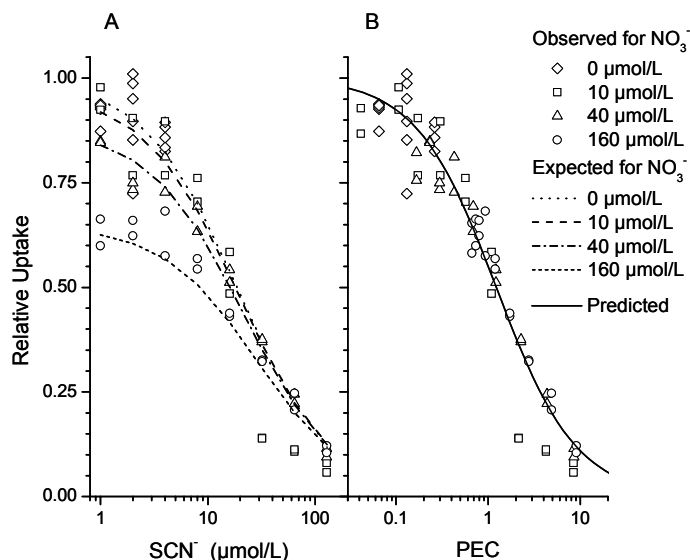 A
B
Relative Uptake
1.00
0.75
0.50
0.25
0.00
1
10
100
SCN⁻ (µmol/L)
0.1
1
10
PEC
Observed for NO₃⁻
0 µmol/L
10 µmol/L
40 µmol/L
160 µmol/L
Expected for NO₃⁻
0 µmol/L
10 µmol/L
40 µmol/L
160 µmol/L
Predicted